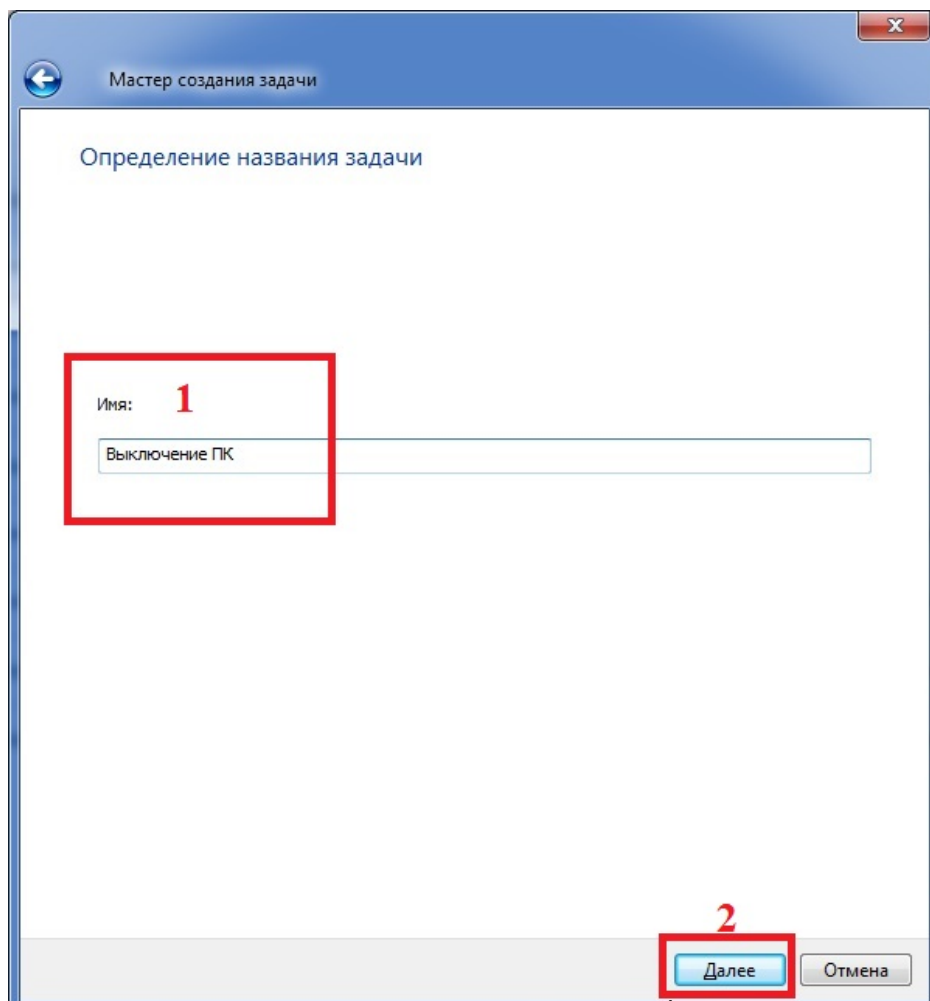 Мастер создания задачи
Определение названия задачи
Имя: 1
Выключение ПК
2
Далее Отмена